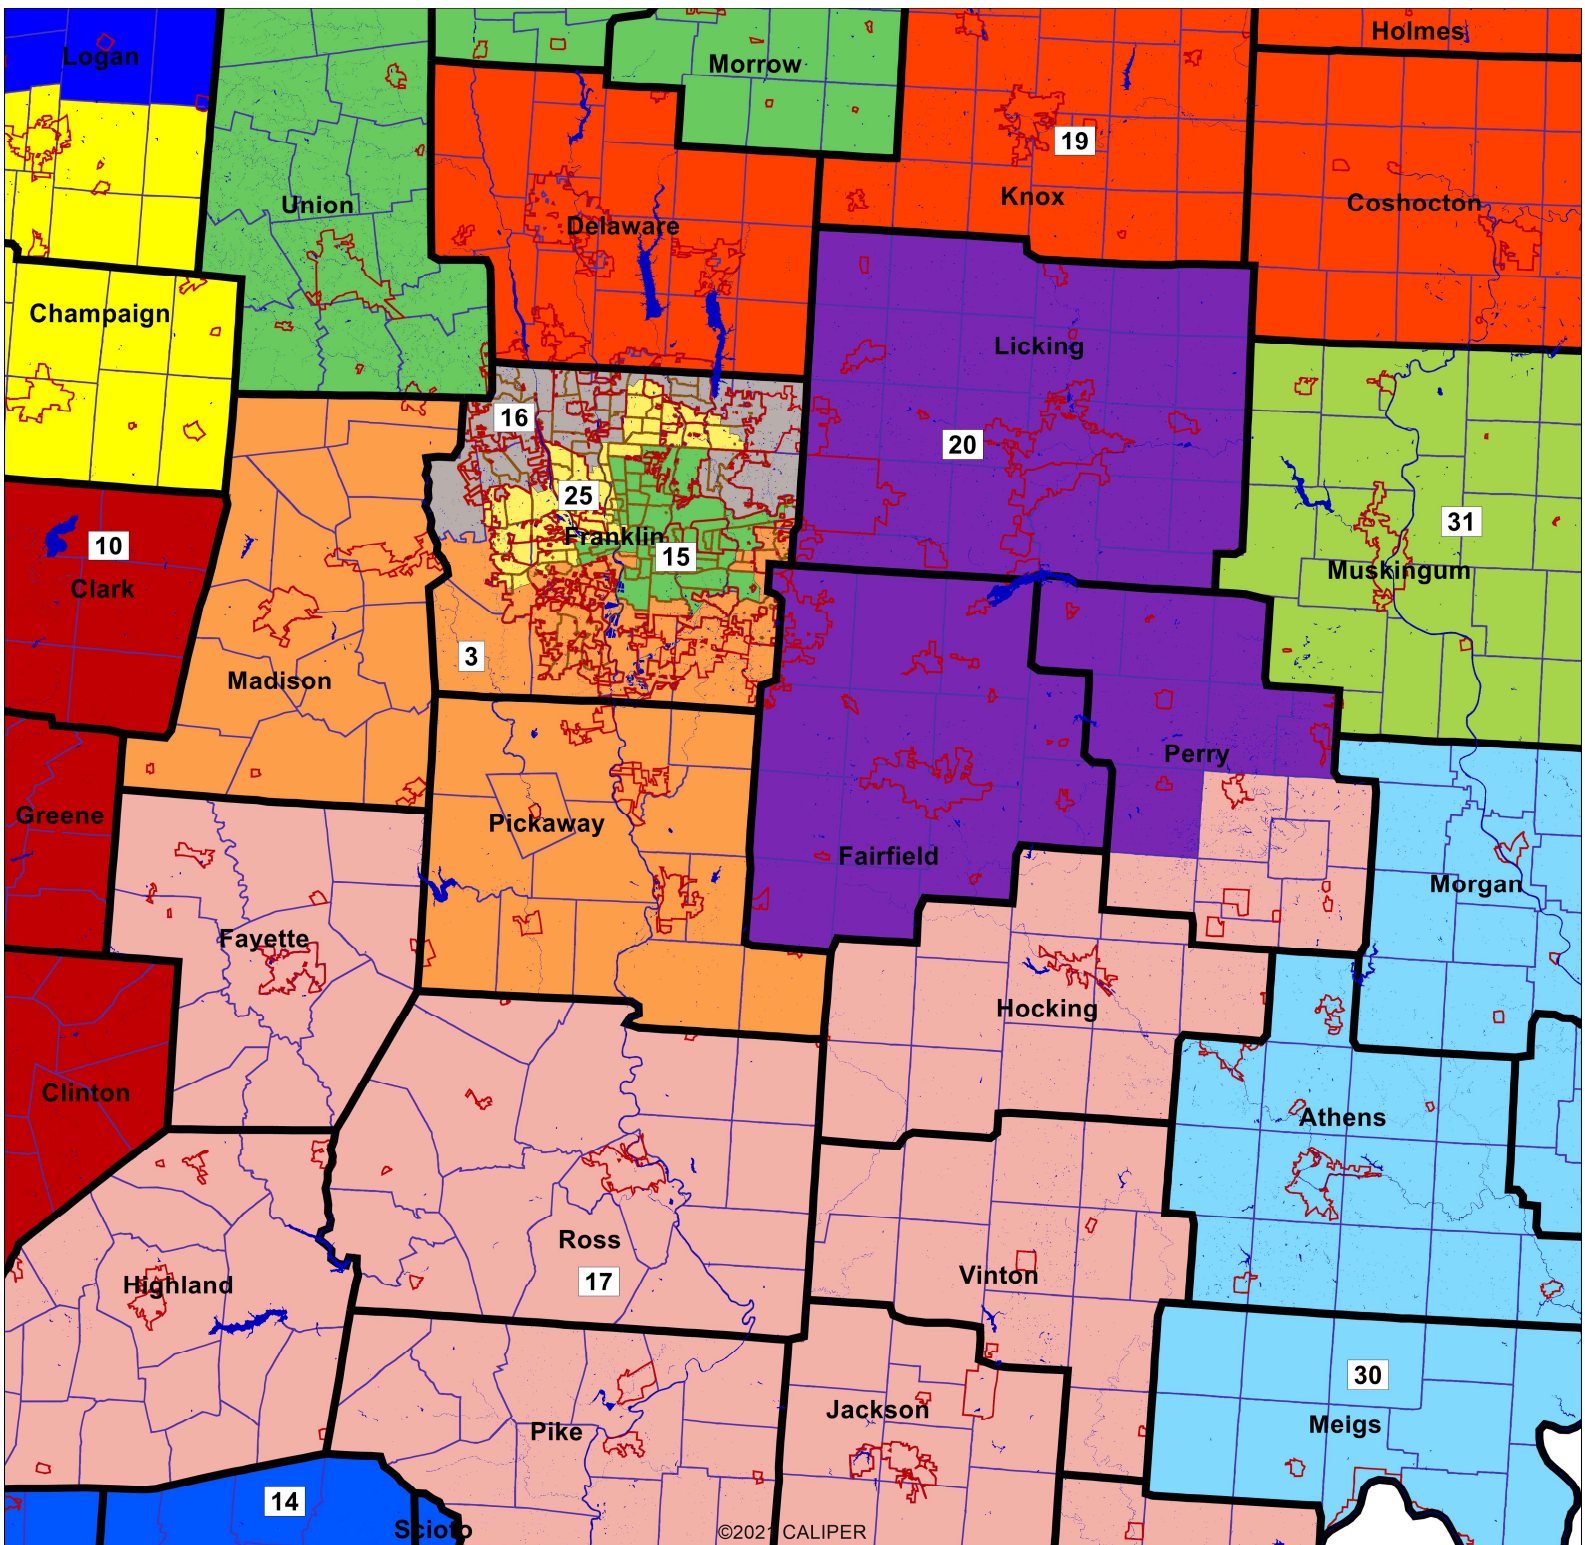 Holmes
Logan
Morrow
19
Knox
Coshocton
Union
Delaware
Champaign
Licking
16
20
25
Franklin
31
10
15
Muskingum
Clark
3
Madison
Perry
Greene
Pickaway
Fairfield
Morgan
Fayette
Hocking
Clinton
Athens
Ross
Highland
17
Vinton
30
Jackson
Meigs
Pike
14
Scioto
©2021 CALIPER